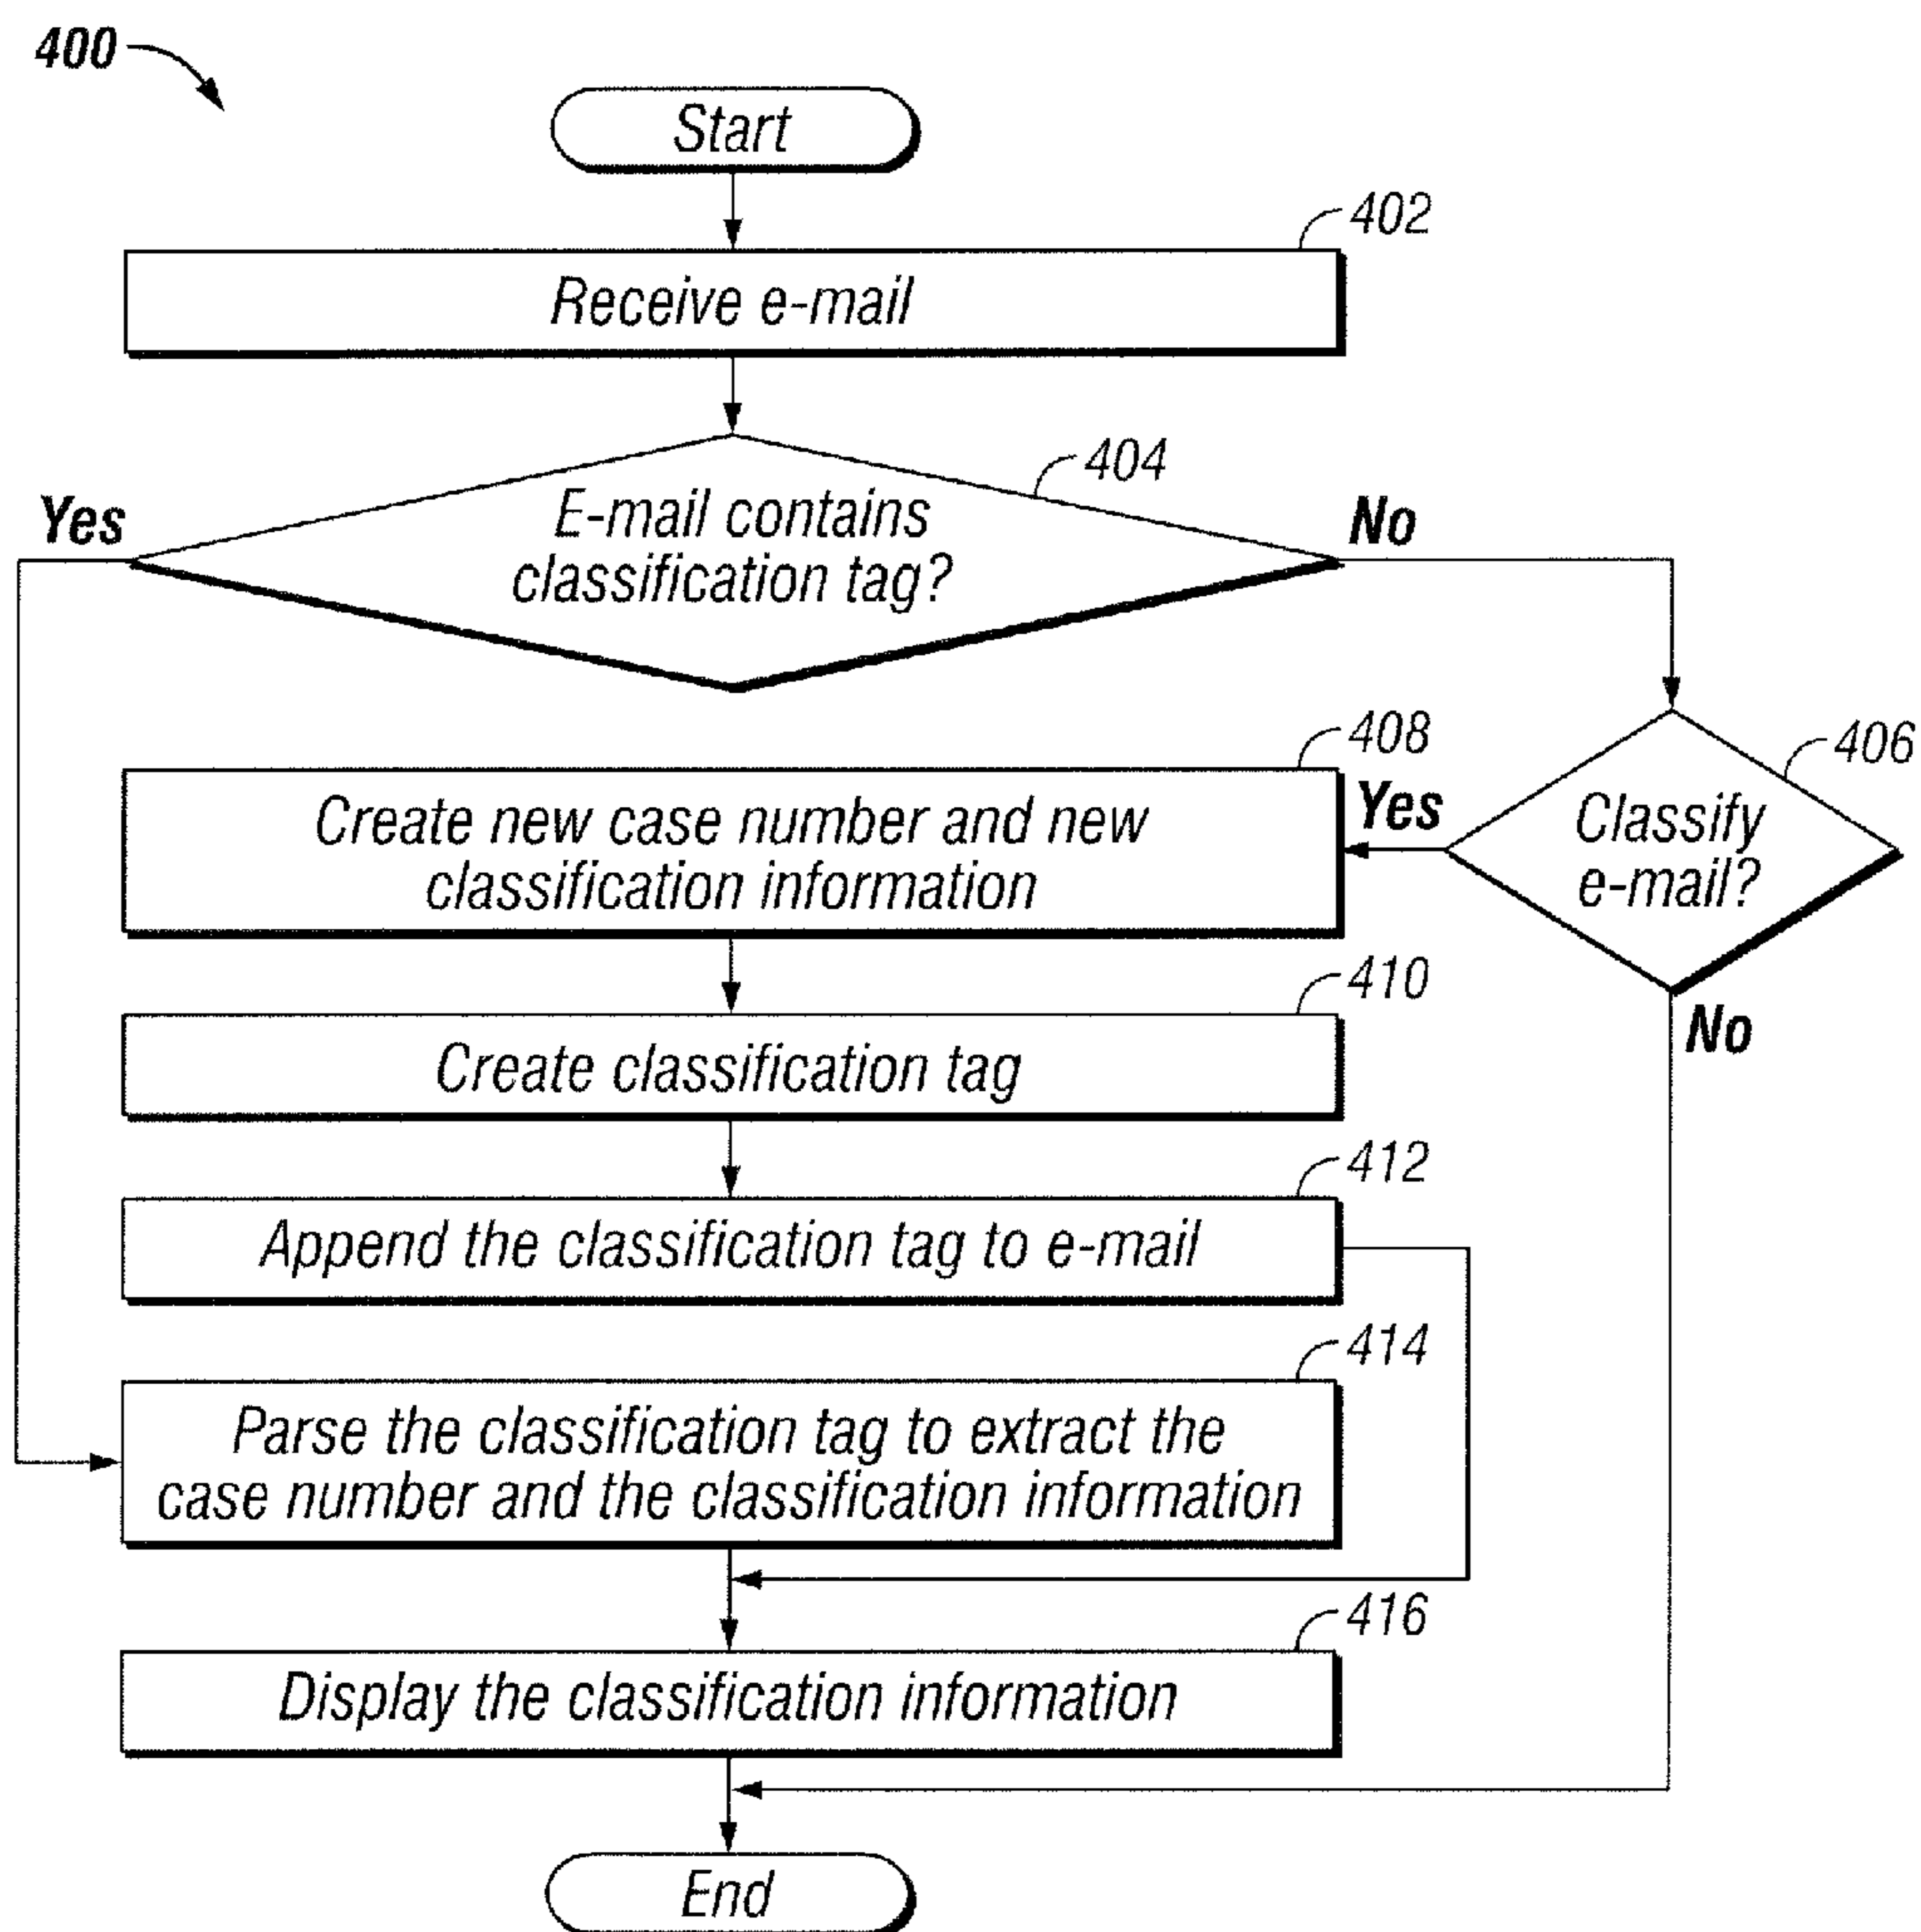 400
Start
402
Receive e-mail
404
Yes
E-mail contains
classification tag?
No
408
406
Create new case number and new
classification information
Yes
Classify
e-mail?
410
No
Create classification tag
412
Append the classification tag to e-mail
414
Parse the classification tag to extract the
case number and the classification information
416
Display the classification information
End